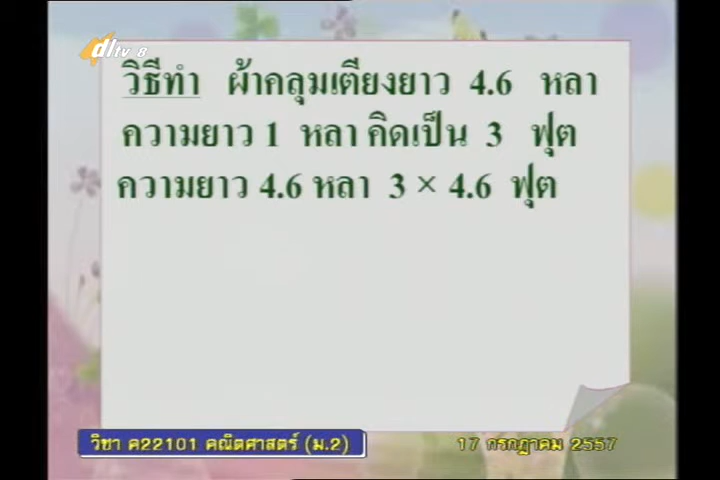 dltv 8
วิธีทำ ผ้าคลุมเตียงยาว 4.6 หลา
ความยาว 1 หลา คิดเป็น 3 ฟุต
ความยาว 4.6 หลา 3 × 4.6 ฟุต
วิชา ค22101 คณิตศาสตร์ (ม.2)
17 กรกฎาคม 2557